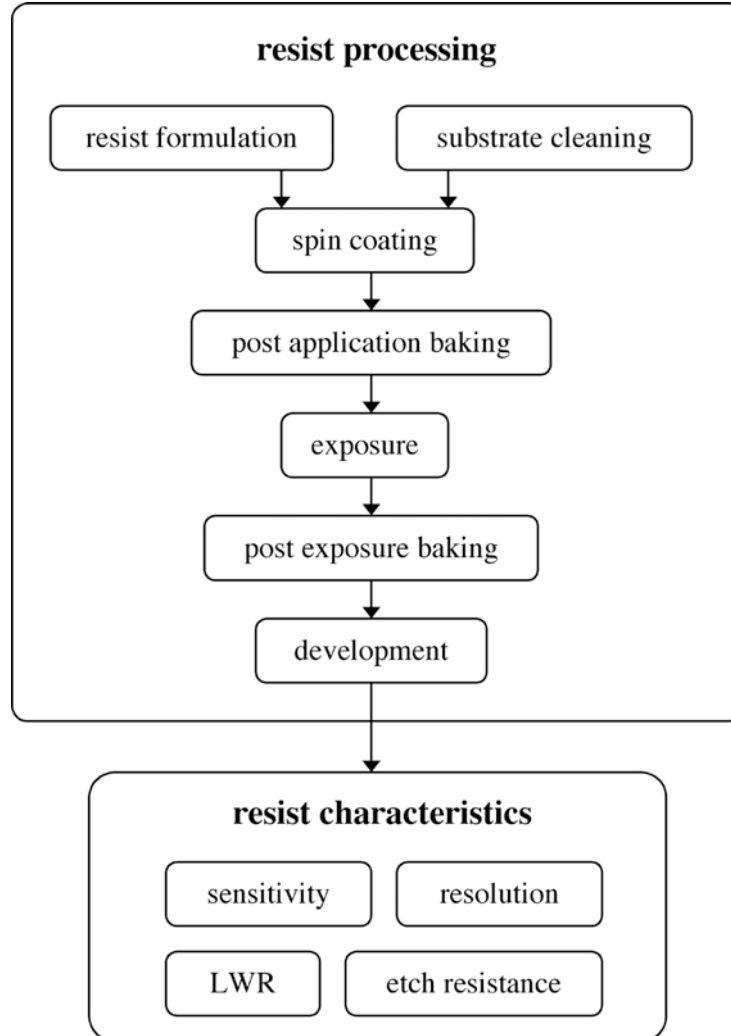 resist processing
resist formulation
substrate cleaning
spin coating
post application baking
exposure
post exposure baking
development
resist characteristics
sensitivity
resolution
LWR
etch resistance